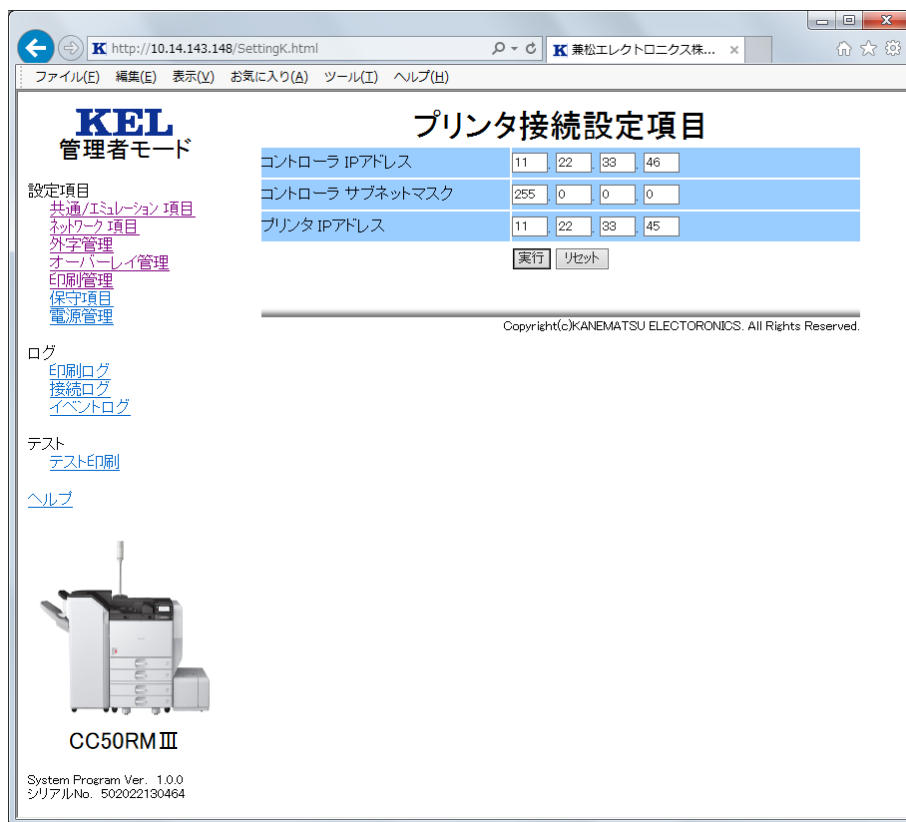 K http://10.14.143.148/SettingK.html
K 兼松エレクトロニクス株... ×
ファイル(F) 編集(E) 表示(V) お気に入り(A) ツール(T) ヘルプ(H)
KEL
管理者モード
設定項目
共通/エミュレーション 項目
ネットワーク 項目
外字管理
オーバーレイ管理
印刷管理
保守項目
電源管理
ログ
印刷ログ
接続ログ
イベントログ
テスト
テスト印刷
ヘルプ
CC50RMⅢ
System Program Ver. 1.0.0
シリアルNo. 502022130464
プリンタ接続設定項目
コントローラ IPアドレス 11 . 22 . 33 . 46
コントローラ サブネットマスク 255 . 0 . 0 . 0
プリンタ IPアドレス 11 . 22 . 33 . 45
実行 リセット
Copyright(c)KANEMATSU ELECTORONICS. All Rights Reserved.